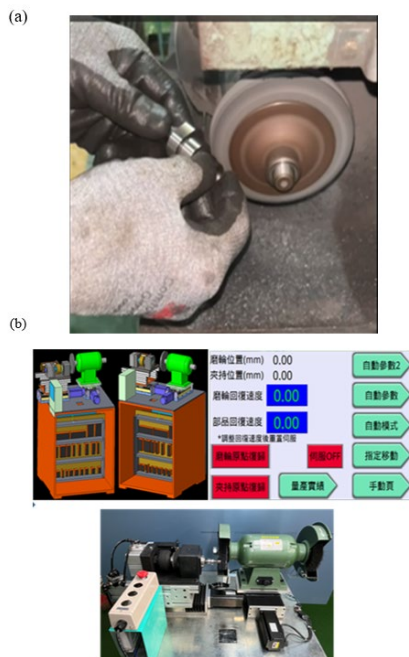 (a)
(b)
磨輪位置(mm) 0.00
夾持位置(mm) 0.00
磨輪回復速度 0.00
部品回復速度 0.00
*調整回復速度後重置伺服
磨輪原點復歸 伺服OFF
夾持原點復歸 量產實績
自動參數2
自動參數
自動模式
指定移動
手動頁